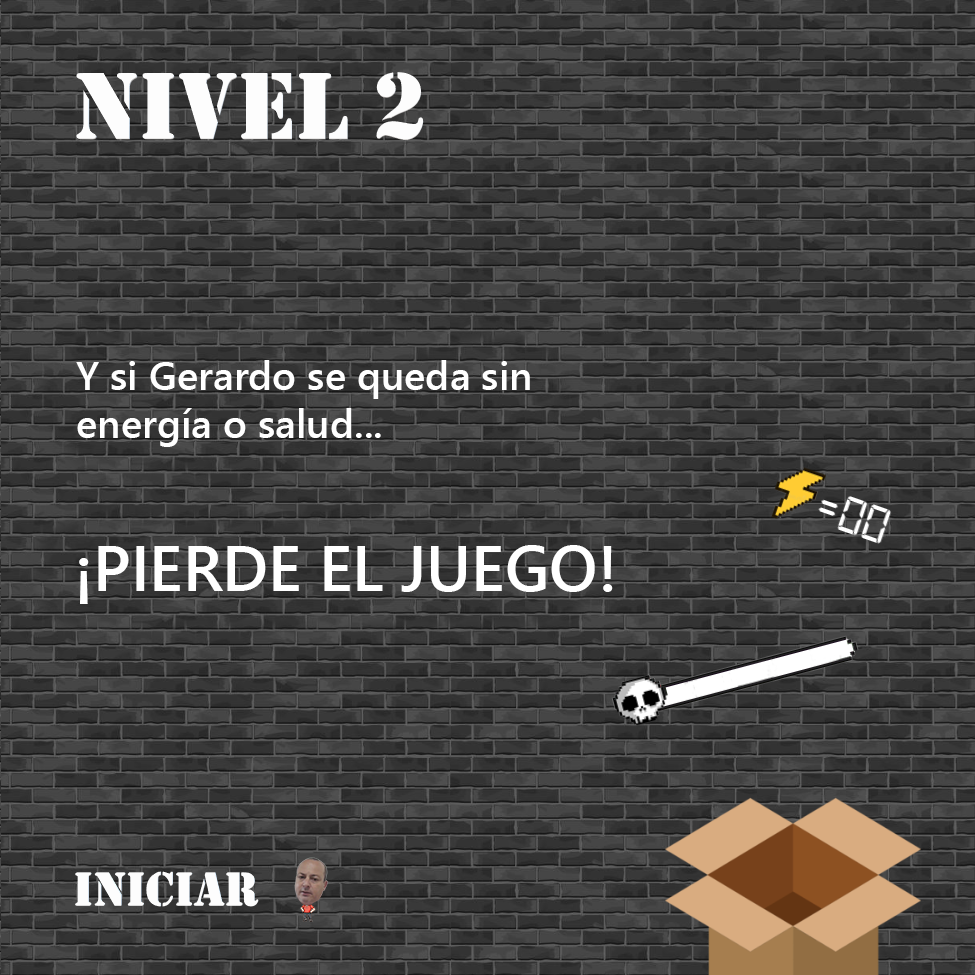 NIVEL 2
Y si Gerardo se queda sin
energía o salud...
=00
¡PIERDE EL JUEGO!
INICIAR